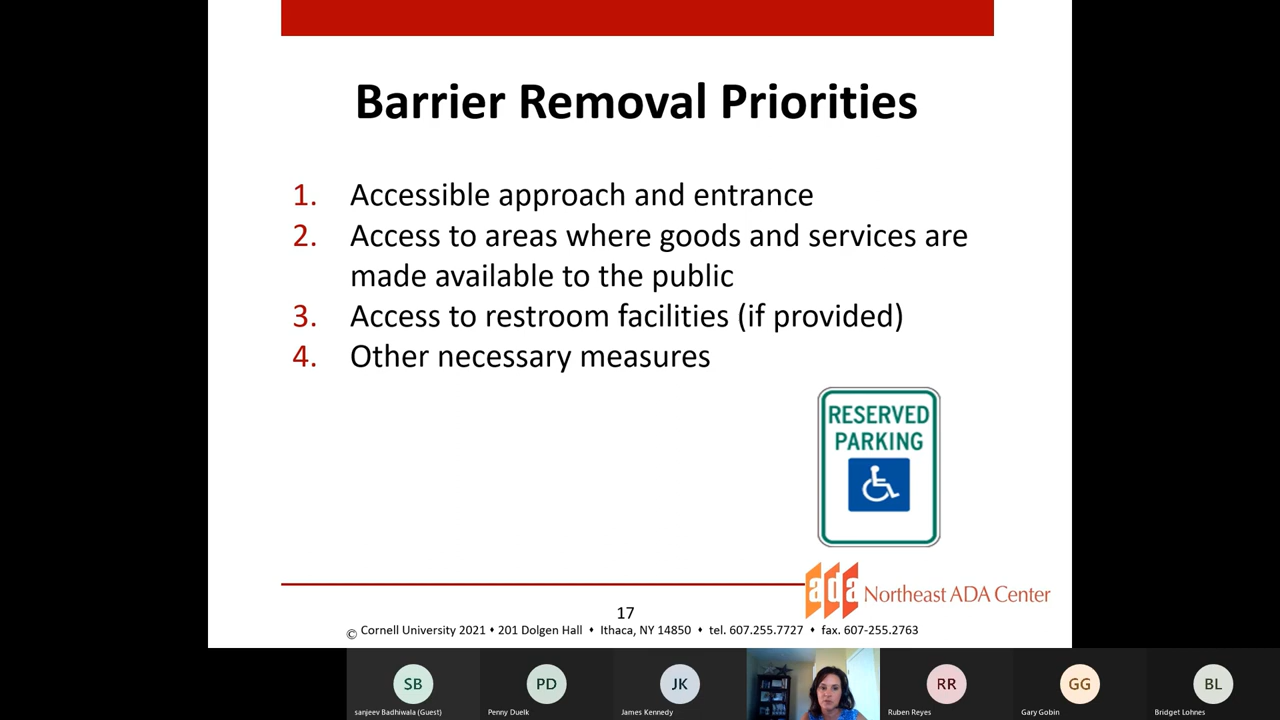 Barrier Removal Priorities
1. Accessible approach and entrance
2. Access to areas where goods and services are
made available to the public
3. Access to restroom facilities (if provided)
4. Other necessary measures
RESERVED
PARKING
ada Northeast ADA Center
17
© Cornell University 2021 • 201 Dolgen Hall • Ithaca, NY 14850 • tel. 607.255.7727 • fax. 607-255.2763
SB PD JK RR GG BL
sanjeev Badhiwala (Guest) Penny Duelk James Kennedy Ruben Reyes Gary Gobin Bridget Lohnes